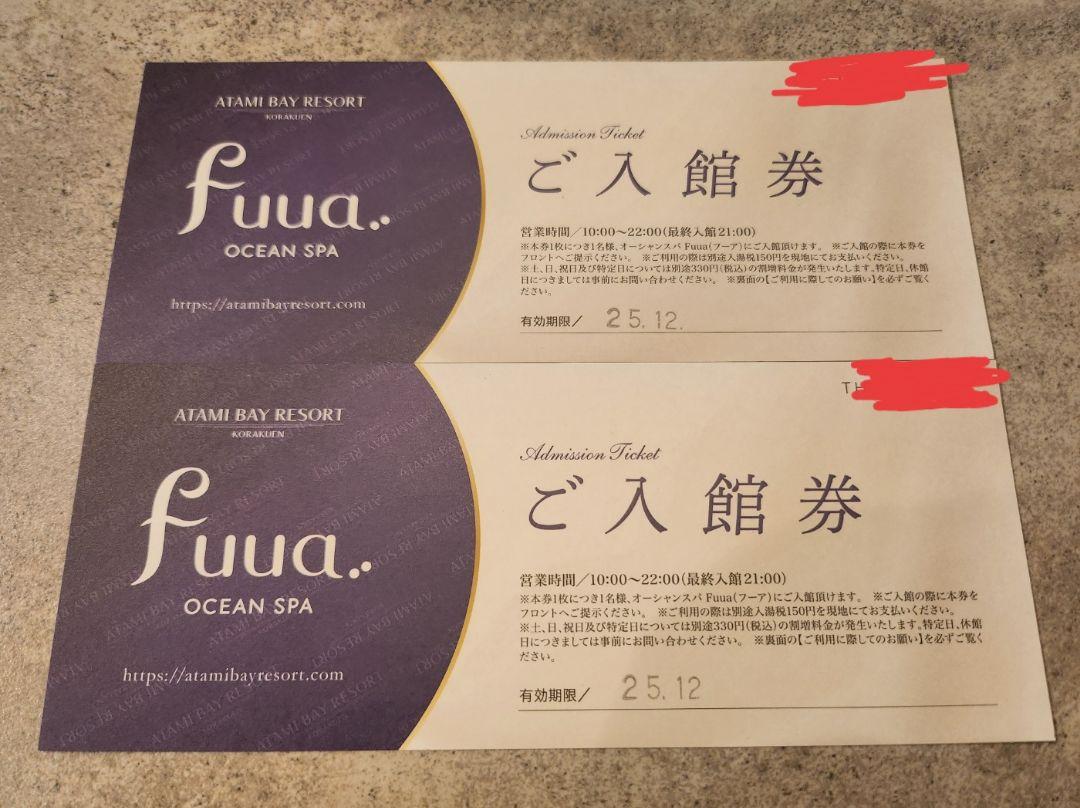 ATAMI BAY RESORT
KORAKUEN
fuua..
OCEAN SPA
https://atamibayresort.com
Admission Ticket
ご入館券
営業時間/10:00〜22:00(最終入館21:00)
※本券1枚につき1名様、オーシャンスパ Fuua(フーア)にご入館頂けます。 ※ご入館の際に本券を
フロントへご提示ください。 ※ご利用の際は別途入湯税150円を現地にてお支払いください。
※土、日、祝日及び特定日については別途330円(税込)の割増料金が発生いたします。特定日、休館
日につきましては事前にお問い合わせください。 ※裏面の【ご利用に際してのお願い】を必ずご覧く
ださい。
有効期限/ 25.12.
ATAMI BAY RESORT
KORAKUEN
fuua..
OCEAN SPA
https://atamibayresort.com
TH
Admission Ticket
ご入館券
営業時間/10:00〜22:00(最終入館21:00)
※本券1枚につき1名様、オーシャンスパ Fuua(フーア)にご入館頂けます。 ※ご入館の際に本券を
フロントへご提示ください。 ※ご利用の際は別途入湯税150円を現地にてお支払いください。
※土、日、祝日及び特定日については別途330円(税込)の割増料金が発生いたします。特定日、休館
日につきましては事前にお問い合わせください。 ※裏面の【ご利用に際してのお願い】を必ずご覧く
ださい。
有効期限/ 25.12